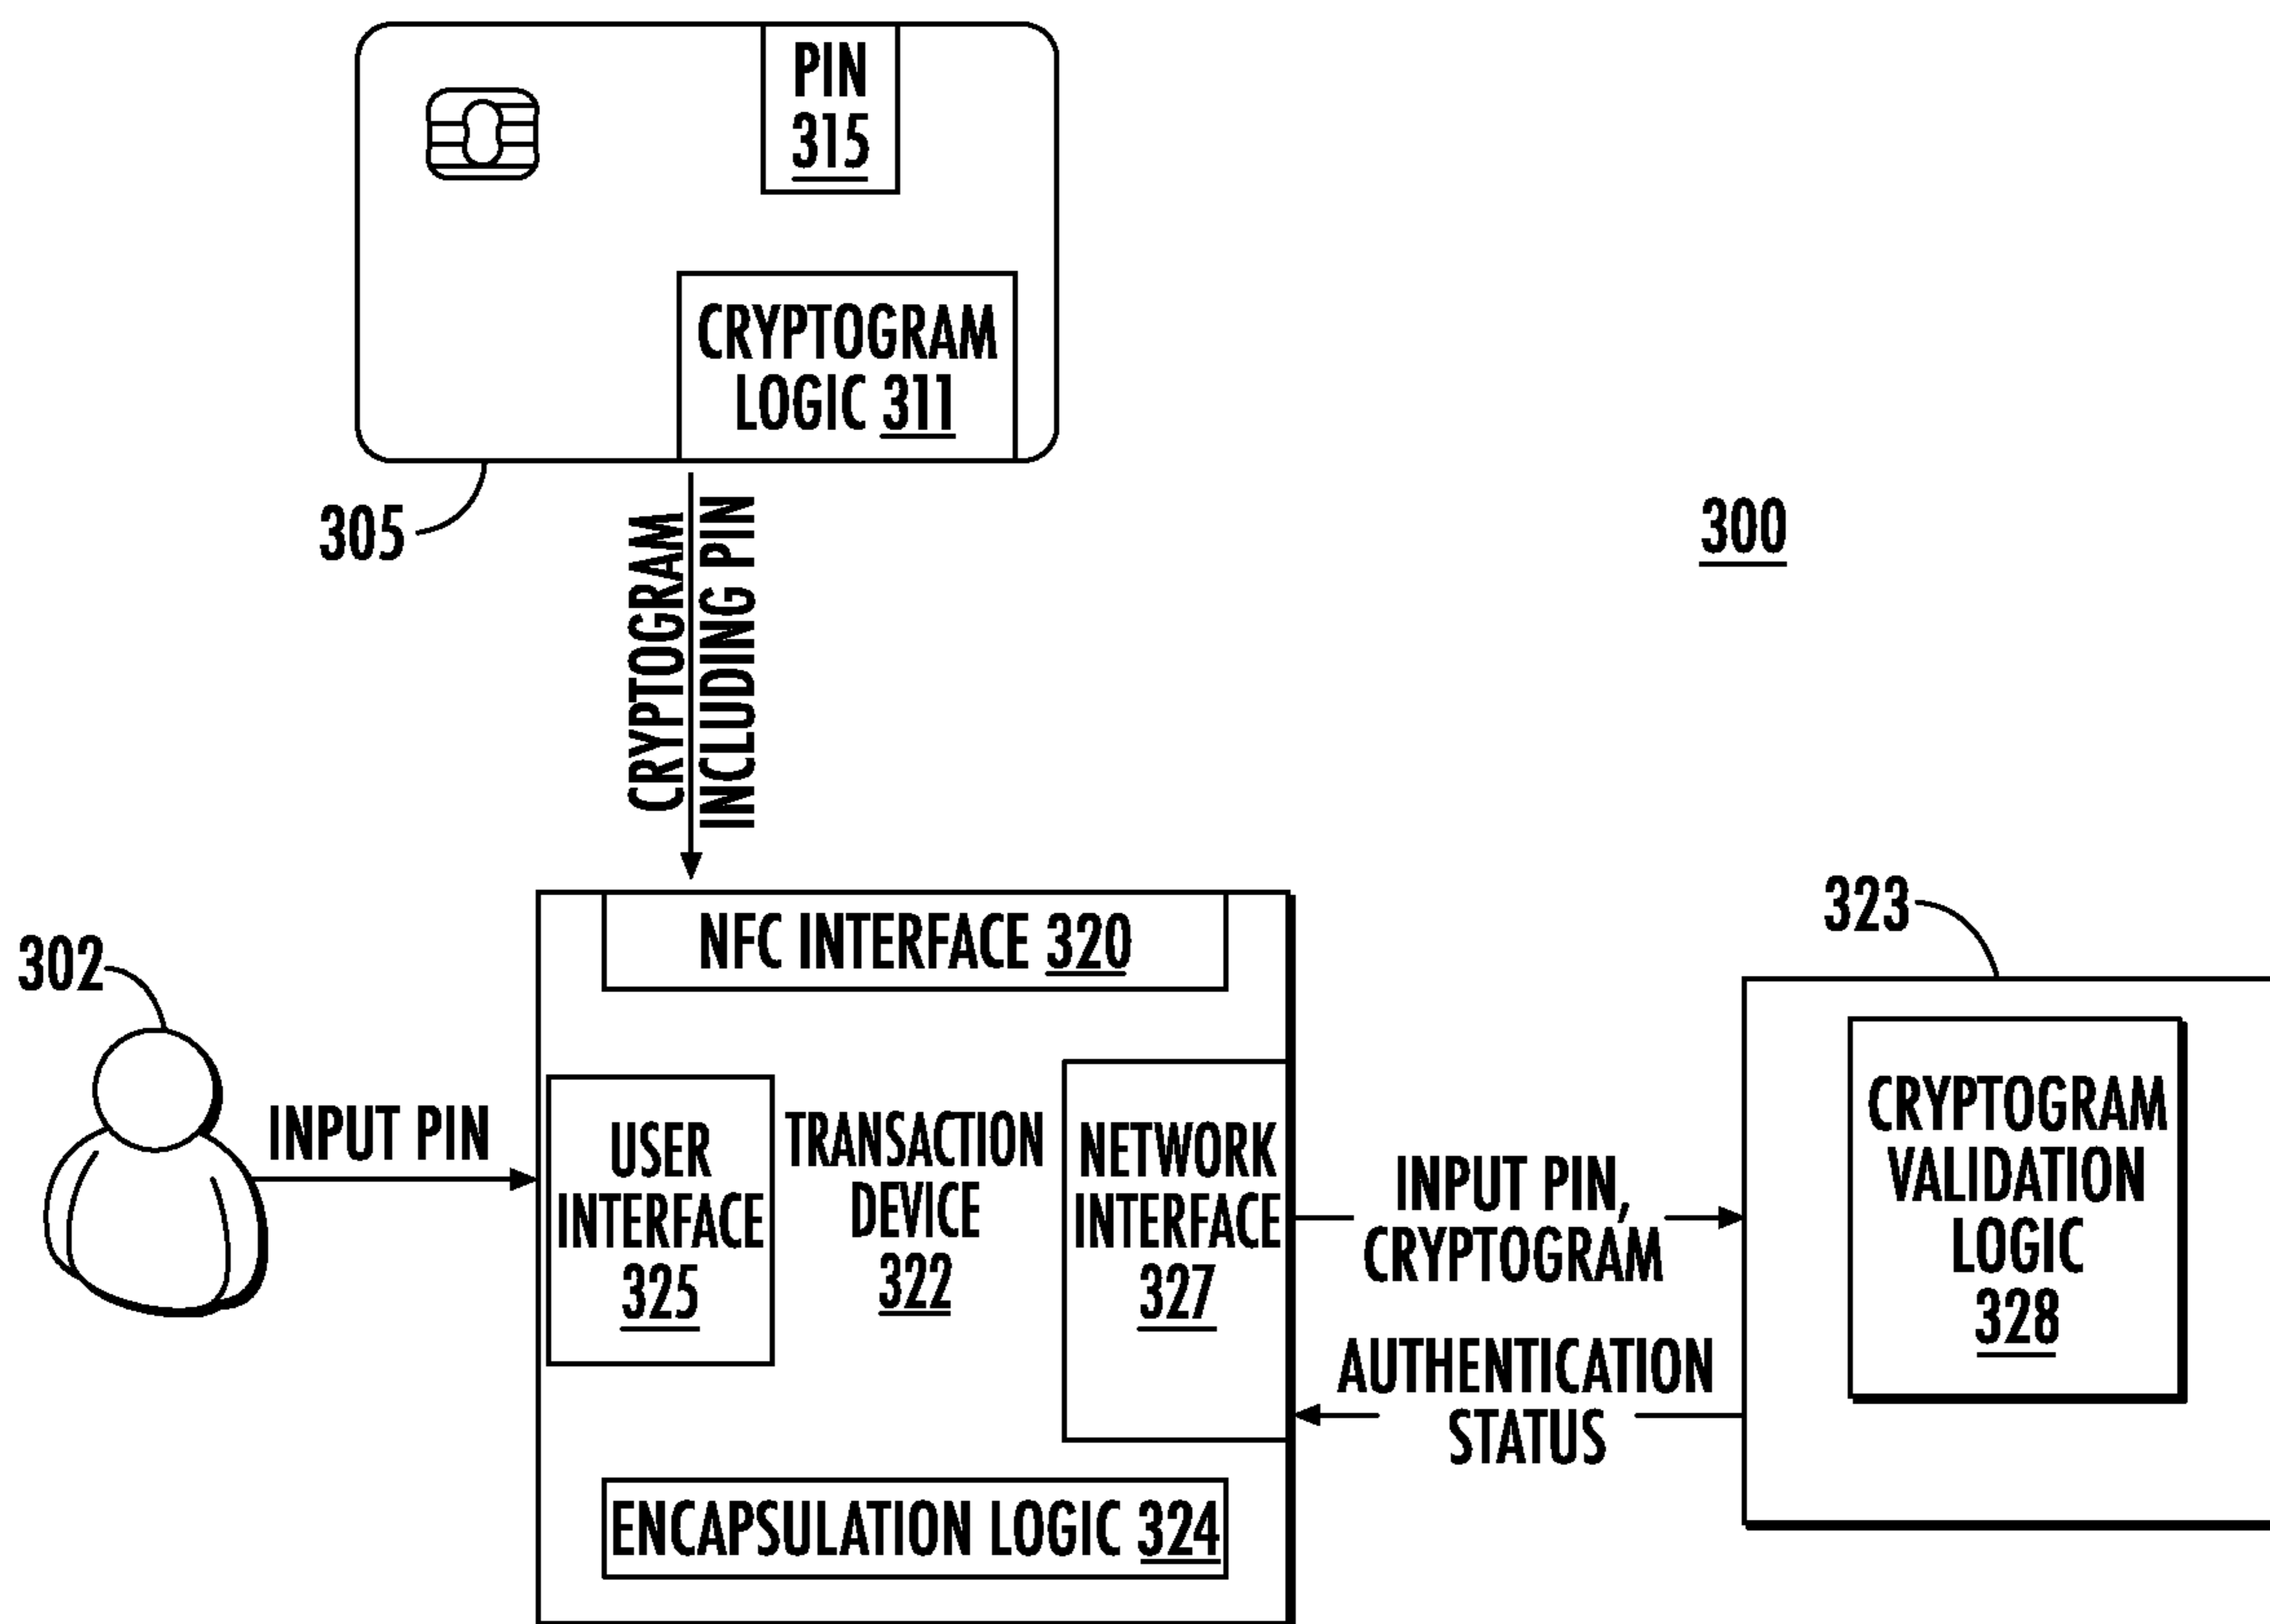 PIN
315
CRYPTOGRAM
LOGIC 311
305
CRYPTOGRAM
INCLUDING PIN
300
302
INPUT PIN
NFC INTERFACE 320
USER
INTERFACE
325
TRANSACTION
DEVICE
322
NETWORK
INTERFACE
327
ENCAPSULATION LOGIC 324
INPUT PIN,
CRYPTOGRAM
AUTHENTICATION
STATUS
323
CRYPTOGRAM
VALIDATION
LOGIC
328